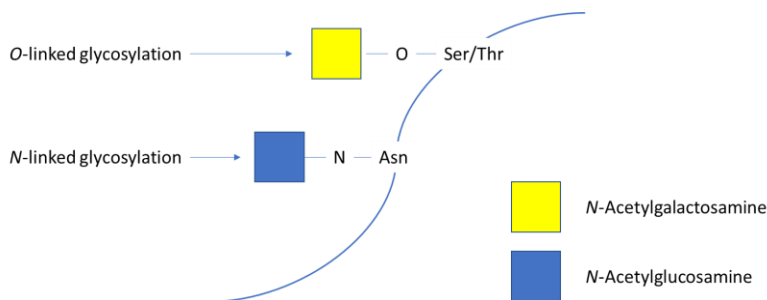 O-linked glycosylation
O
Ser/Thr
N-linked glycosylation
N
Asn
N-Acetylgalactosamine
N-Acetylglucosamine